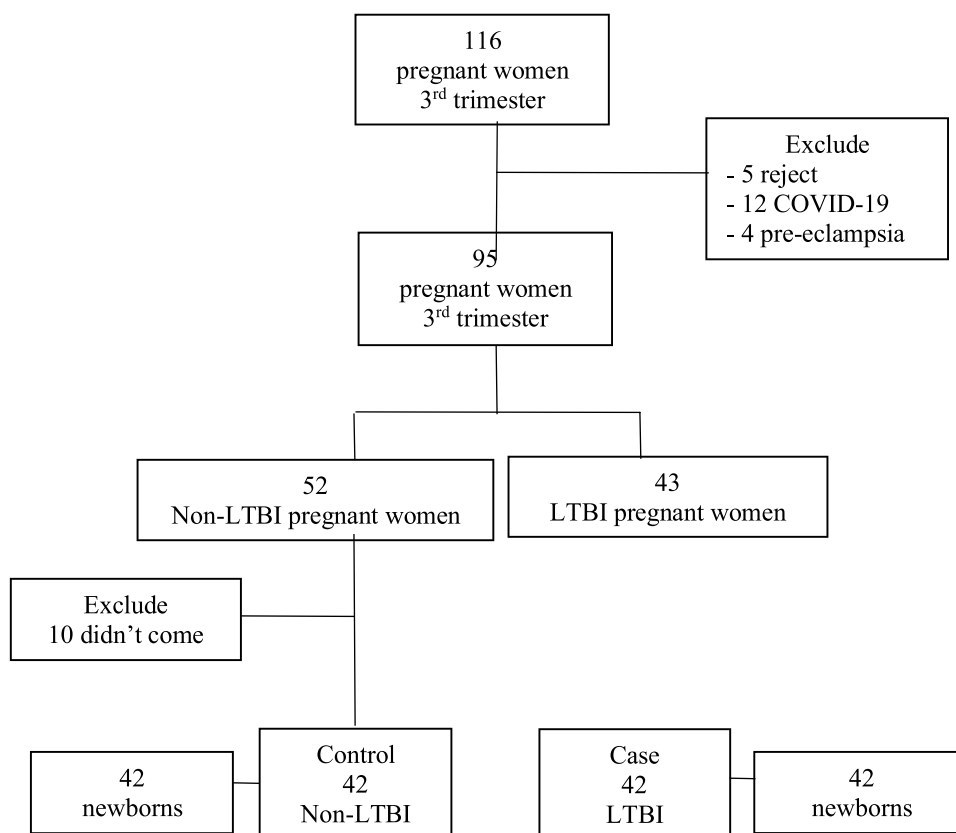 116
pregnant women
3rd trimester
Exclude
- 5 reject
- 12 COVID-19
- 4 pre-eclampsia
95
pregnant women
3rd trimester
52
Non-LTBI pregnant women
43
LTBI pregnant women
Exclude
10 didn’t come
42
newborns
Control
42
Non-LTBI
Case
42
LTBI
42
newborns